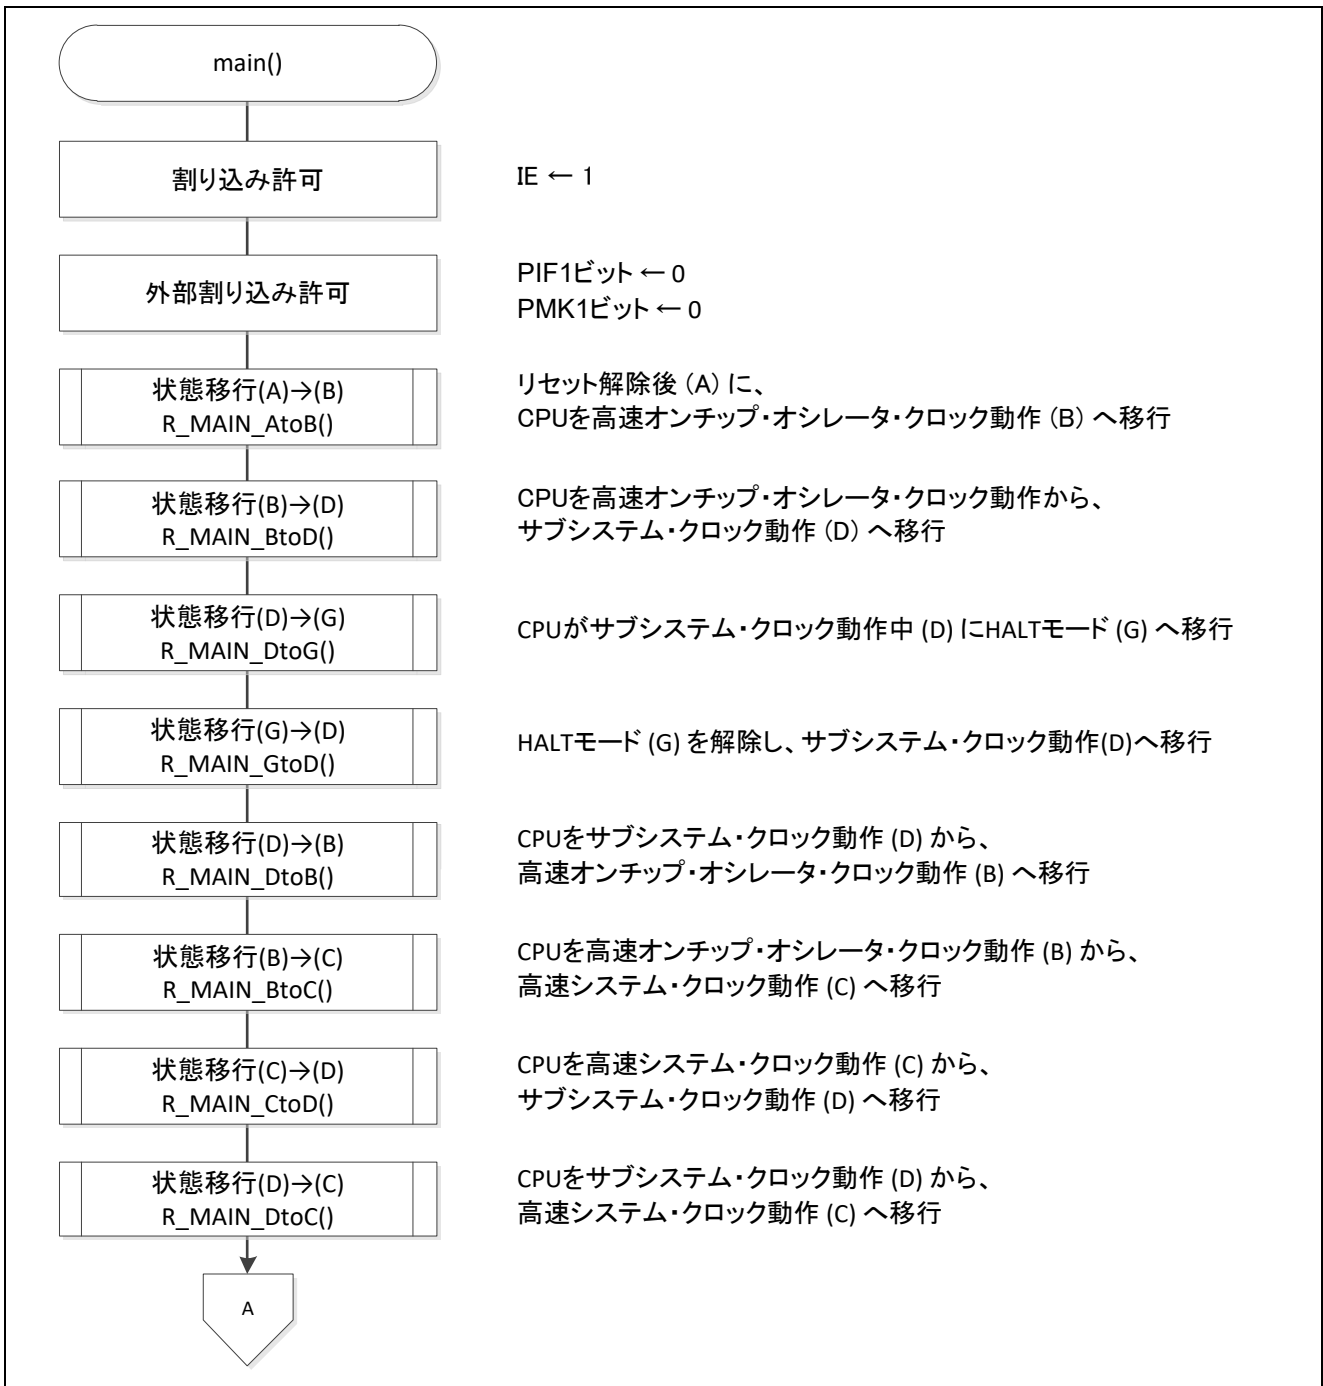 main()
割り込み許可
IE ← 1
外部割り込み許可
PIF1ビット ← 0
PMK1ビット ← 0
状態移行(A)→(B)
R_MAIN_AtoB()
リセット解除後 (A) に、
CPUを高速オンチップ・オシレータ・クロック動作 (B) へ移行
状態移行(B)→(D)
R_MAIN_BtoD()
CPUを高速オンチップ・オシレータ・クロック動作から、
サブシステム・クロック動作 (D) へ移行
状態移行(D)→(G)
R_MAIN_DtoG()
CPUがサブシステム・クロック動作中 (D) にHALTモード (G) へ移行
状態移行(G)→(D)
R_MAIN_GtoD()
HALTモード (G) を解除し、サブシステム・クロック動作(D)へ移行
状態移行(D)→(B)
R_MAIN_DtoB()
CPUをサブシステム・クロック動作 (D) から、
高速オンチップ・オシレータ・クロック動作 (B) へ移行
状態移行(B)→(C)
R_MAIN_BtoC()
CPUを高速オンチップ・オシレータ・クロック動作 (B) から、
高速システム・クロック動作 (C) へ移行
状態移行(C)→(D)
R_MAIN_CtoD()
CPUを高速システム・クロック動作 (C) から、
サブシステム・クロック動作 (D) へ移行
状態移行(D)→(C)
R_MAIN_DtoC()
CPUをサブシステム・クロック動作 (D) から、
高速システム・クロック動作 (C) へ移行
A